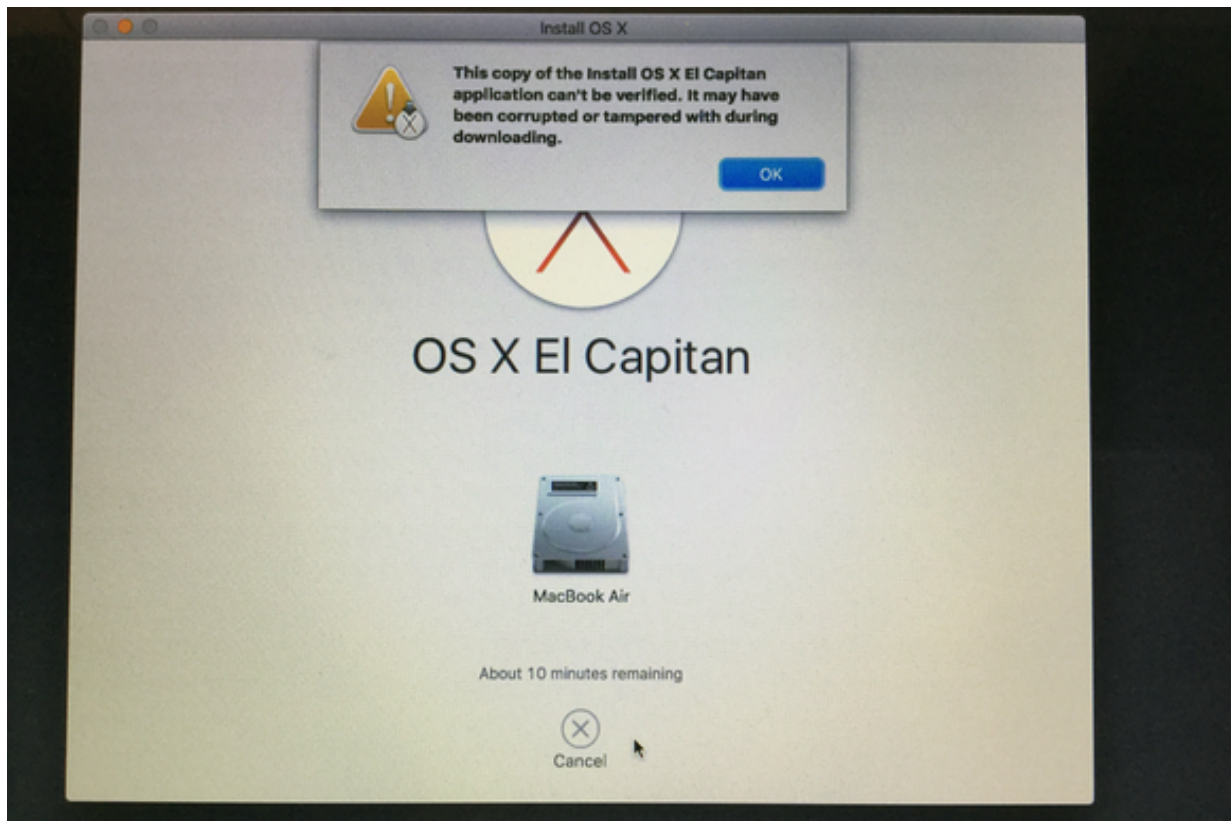 Install OS X
This copy of the Install OS X El Capitan
application can't be verified. It may have
been corrupted or tampered with during
downloading.
OK
OS X El Capitan
MacBook Air
About 10 minutes remaining
Cancel